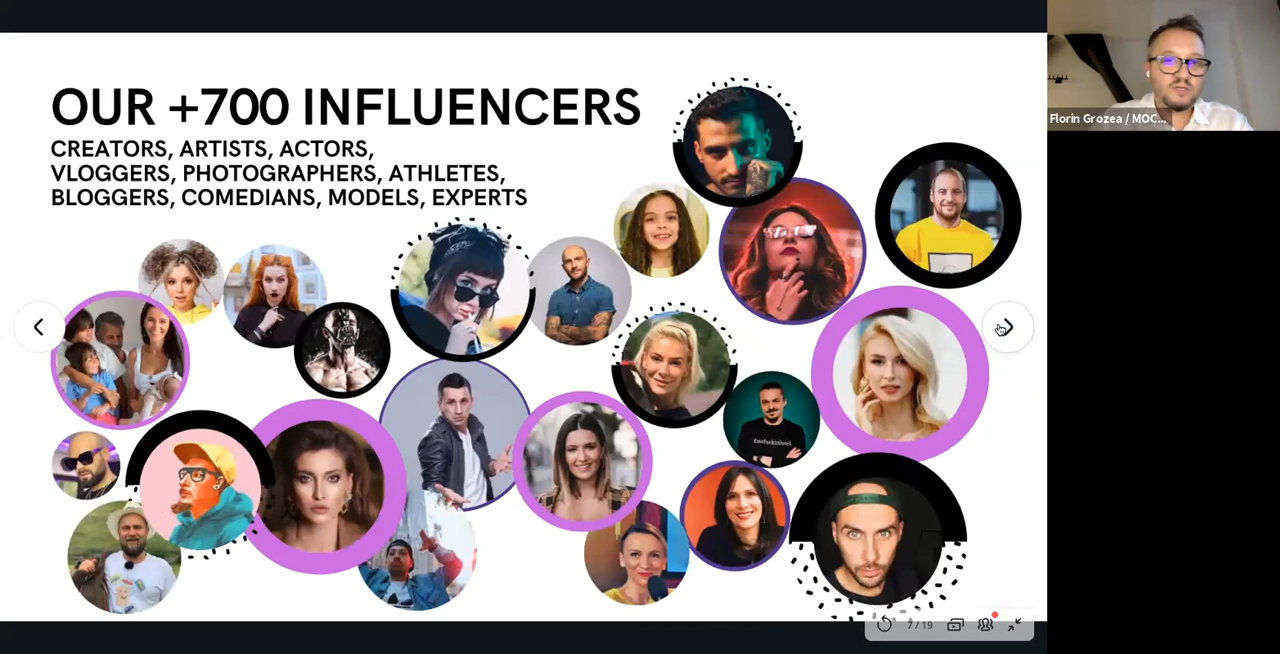 OUR +700 INFLUENCERS
CREATORS, ARTISTS, ACTORS,
VLOGGERS, PHOTOGRAPHERS, ATHLETES,
BLOGGERS, COMEDIANS, MODELS, EXPERTS
Florin Grozea / MOC...
7/19